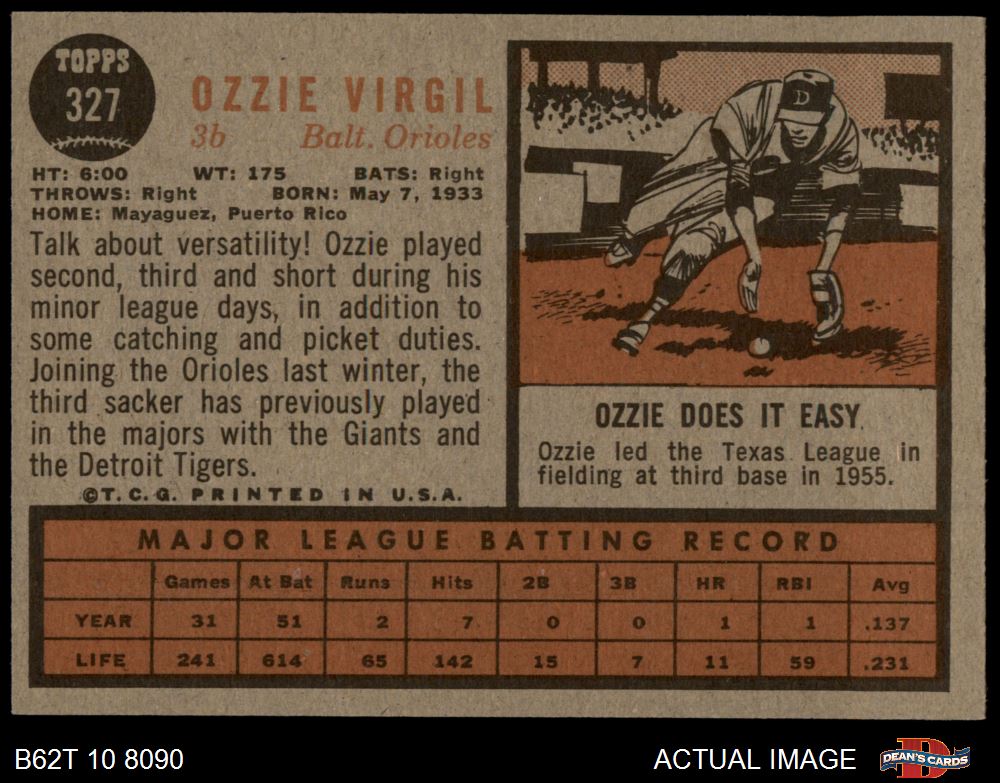 TOPPS
327
OZZIE VIRGIL
3b Balt. Orioles
HT: 6:00 WT: 175 BATS: Right
THROWS: Right BORN: May 7, 1933
HOME: Mayaguez, Puerto Rico
Talk about versatility! Ozzie played
second, third and short during his
minor league days, in addition to
some catching and picket duties.
Joining the Orioles last winter, the
third sacker has previously played
in the majors with the Giants and
the Detroit Tigers.
©T.C.G. PRINTED IN U.S.A.
D
OZZIE DOES IT EASY
Ozzie led the Texas League in
fielding at third base in 1955.
MAJOR LEAGUE BATTING RECORD
Games At Bat Runs Hits 2B 3B HR RBI Avg
YEAR 31 51 2 7 0 0 1 1 .137
LIFE 241 614 65 142 15 7 11 59 .231
B62T 10 8090 ACTUAL IMAGE D DEAN'S CARDS